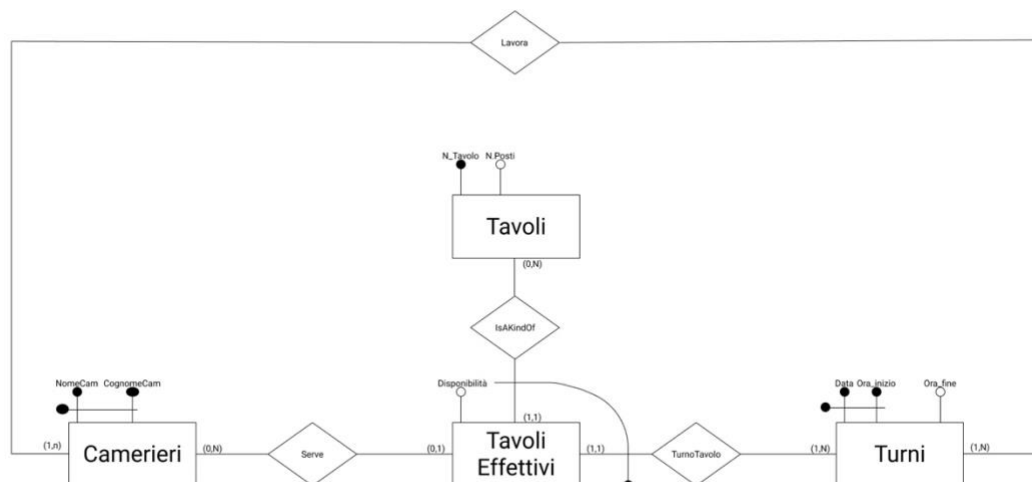 Lavora
N_Tavolo N.Posti
Tavoli
(0,N)
IsAKindOf
NomeCam CognomeCam
Disponibilità
Data Ora_inizio Ora_fine
(1,1)
(1,n) Camerieri (0,N) Serve (0,1) Tavoli Effettivi (1,1) TurnoTavolo (1,N) Turni (1,N)